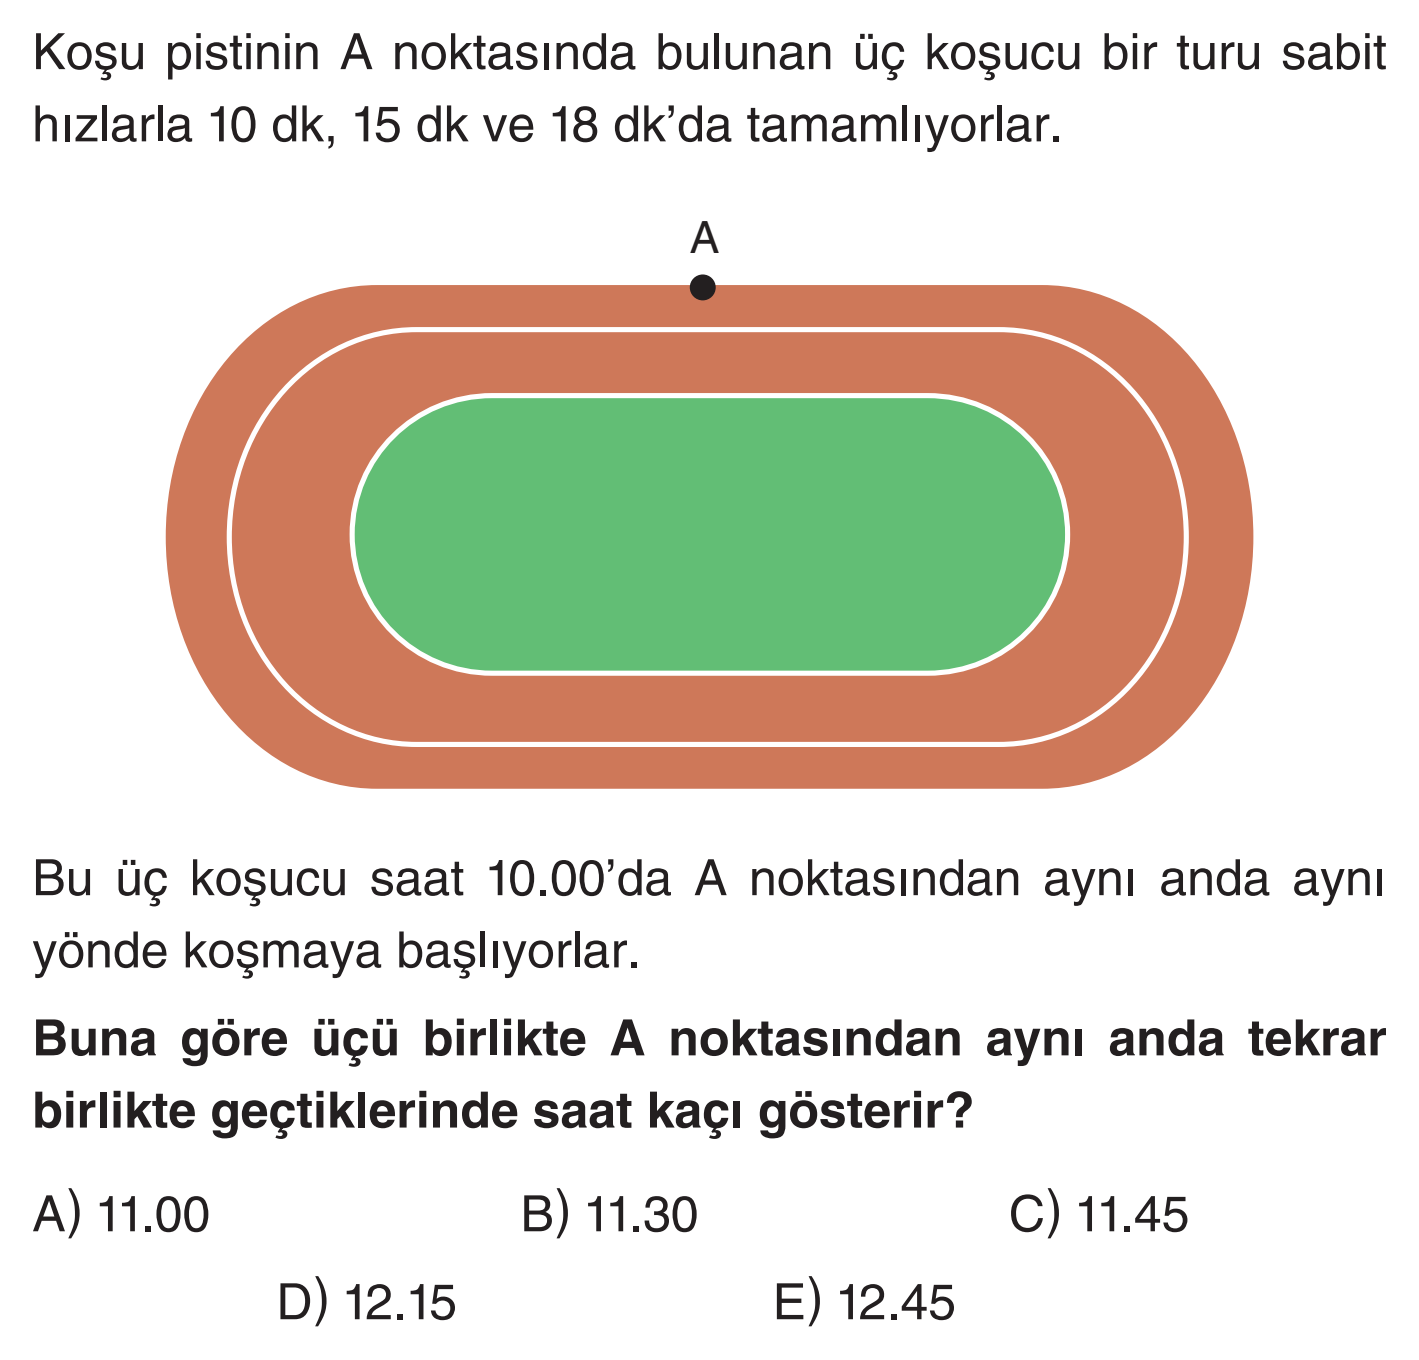 Koşu pistinin A noktasında bulunan üç koşucu bir turu sabit
hızlarla 10 dk, 15 dk ve 18 dk’da tamamlıyorlar.
A
Bu üç koşucu saat 10.00’da A noktasından aynı anda aynı
yönde koşmaya başlıyorlar.
Buna göre üçü birlikte A noktasından aynı anda tekrar
birlikte geçtiklerinde saat kaçı gösterir?
A) 11.00 B) 11.30 C) 11.45
D) 12.15 E) 12.45